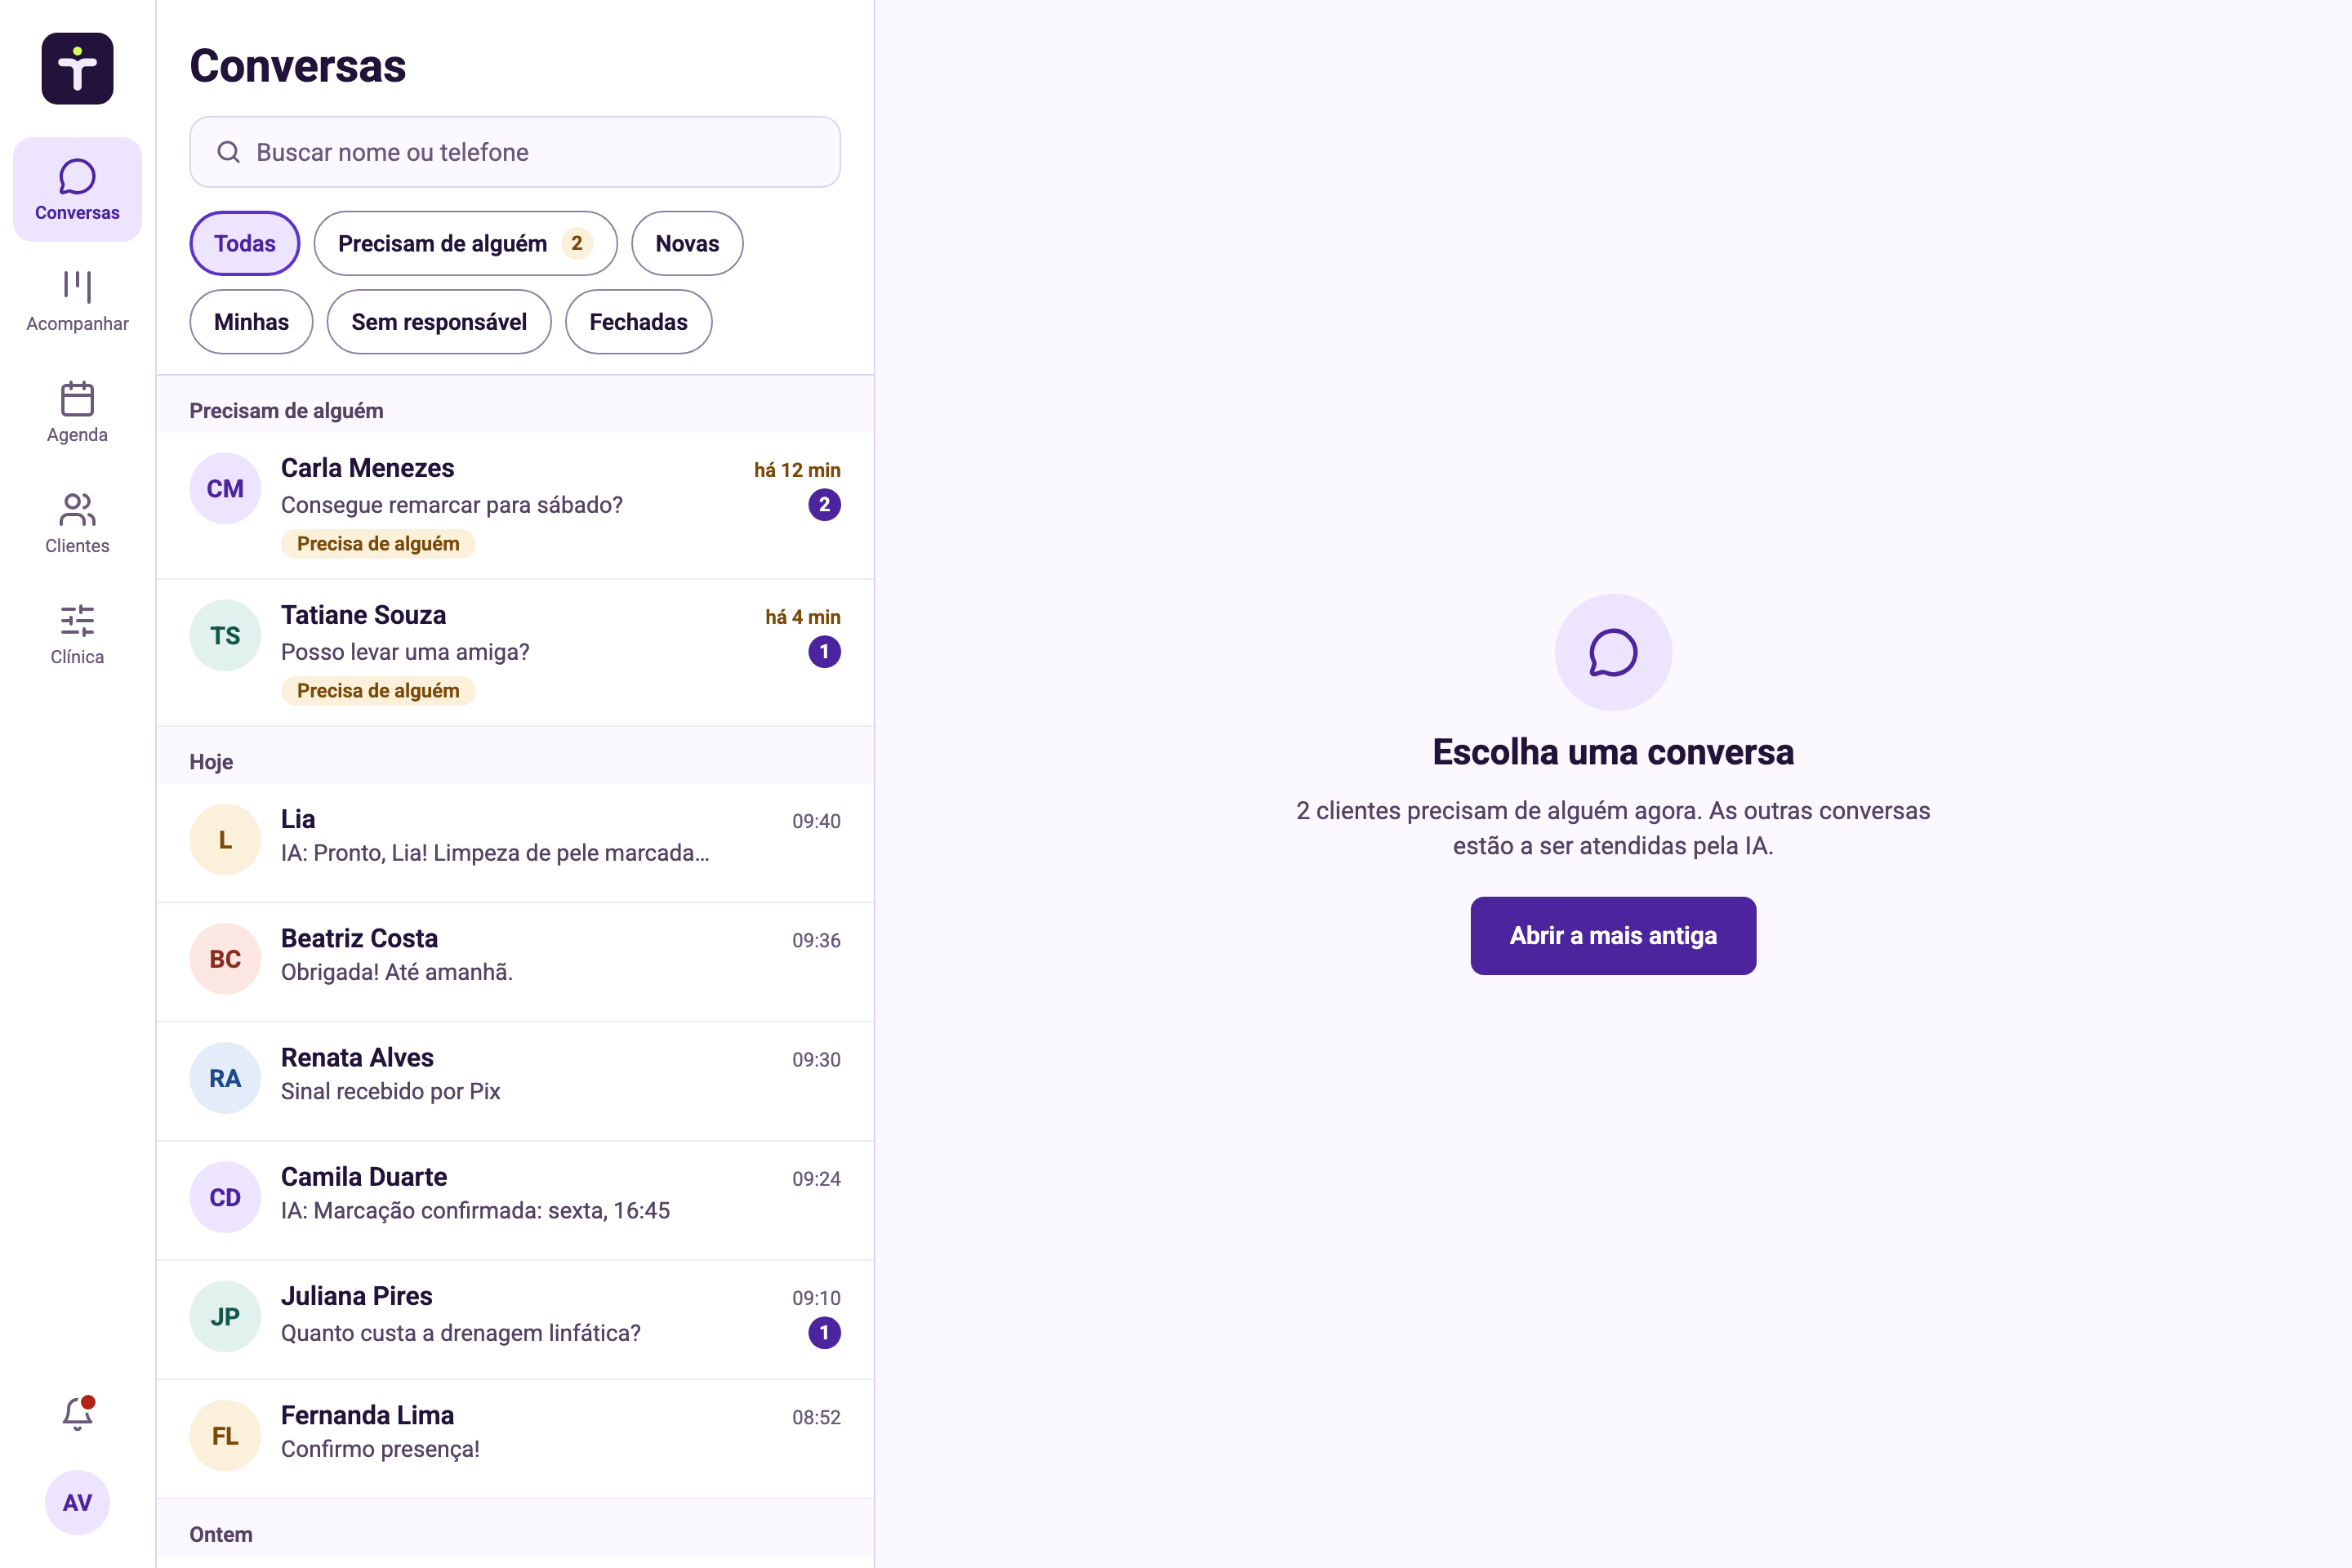 Conversas
Acompanhar
Agenda
Clientes
Clínica
AV
Conversas
Buscar nome ou telefone
Todas
Precisam de alguém 2
Novas
Minhas
Sem responsável
Fechadas
Precisam de alguém
CM
Carla Menezes
há 12 min
Consegue remarcar para sábado?
2
Precisa de alguém
TS
Tatiane Souza
há 4 min
Posso levar uma amiga?
1
Precisa de alguém
Hoje
L
Lia
09:40
IA: Pronto, Lia! Limpeza de pele marcada...
BC
Beatriz Costa
09:36
Obrigada! Até amanhã.
RA
Renata Alves
09:30
Sinal recebido por Pix
CD
Camila Duarte
09:24
IA: Marcação confirmada: sexta, 16:45
JP
Juliana Pires
09:10
Quanto custa a drenagem linfática?
1
FL
Fernanda Lima
08:52
Confirmo presença!
Ontem
Escolha uma conversa
2 clientes precisam de alguém agora. As outras conversas
estão a ser atendidas pela IA.
Abrir a mais antiga